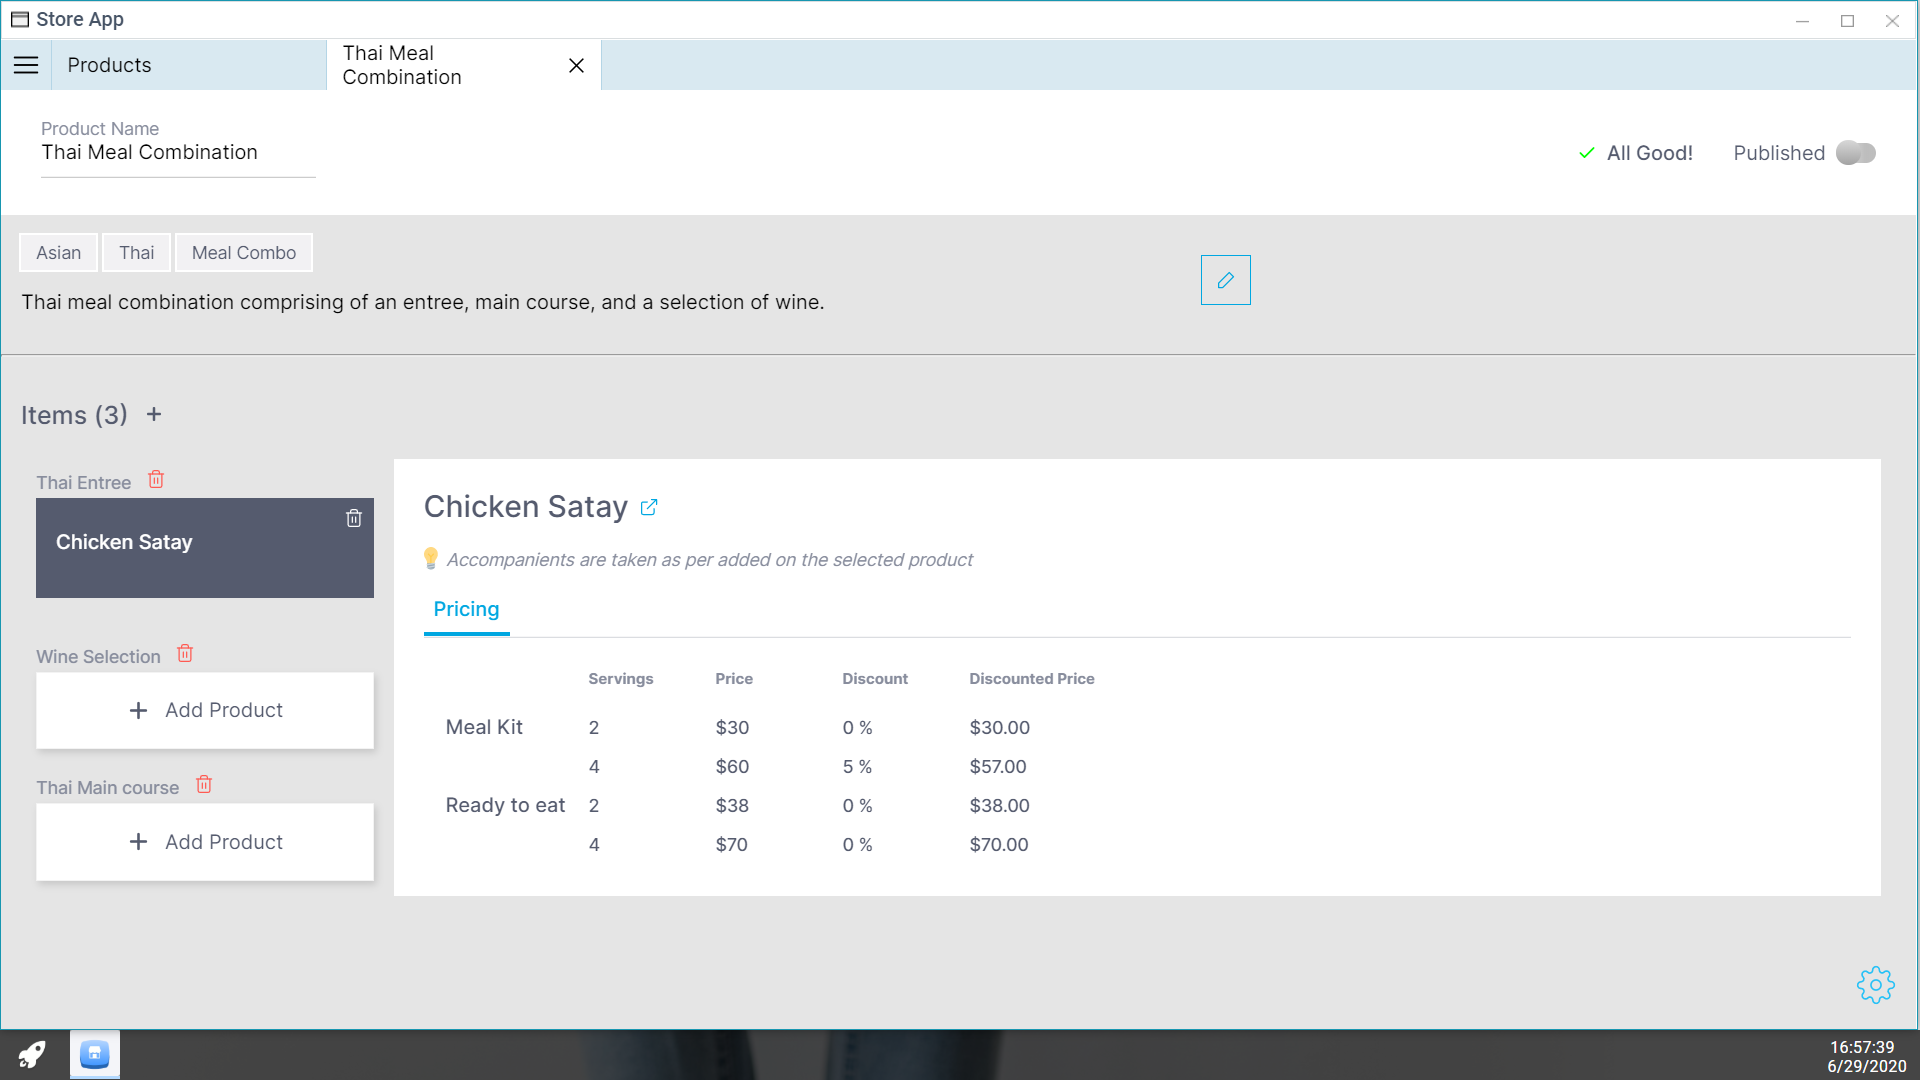 Store App
Products
Thai Meal
Combination
Product Name
Thai Meal Combination
All Good!
Published
Asian
Thai
Meal Combo
Thai meal combination comprising of an entree, main course, and a selection of wine.
Items (3) +
Thai Entree
Chicken Satay
Wine Selection
+ Add Product
Thai Main course
+ Add Product
Chicken Satay
Accompanients are taken as per added on the selected product
Pricing
Servings Price Discount Discounted Price
Meal Kit 2 $30 0 % $30.00
4 $60 5 % $57.00
Ready to eat 2 $38 0 % $38.00
4 $70 0 % $70.00
16:57:39
6/29/2020